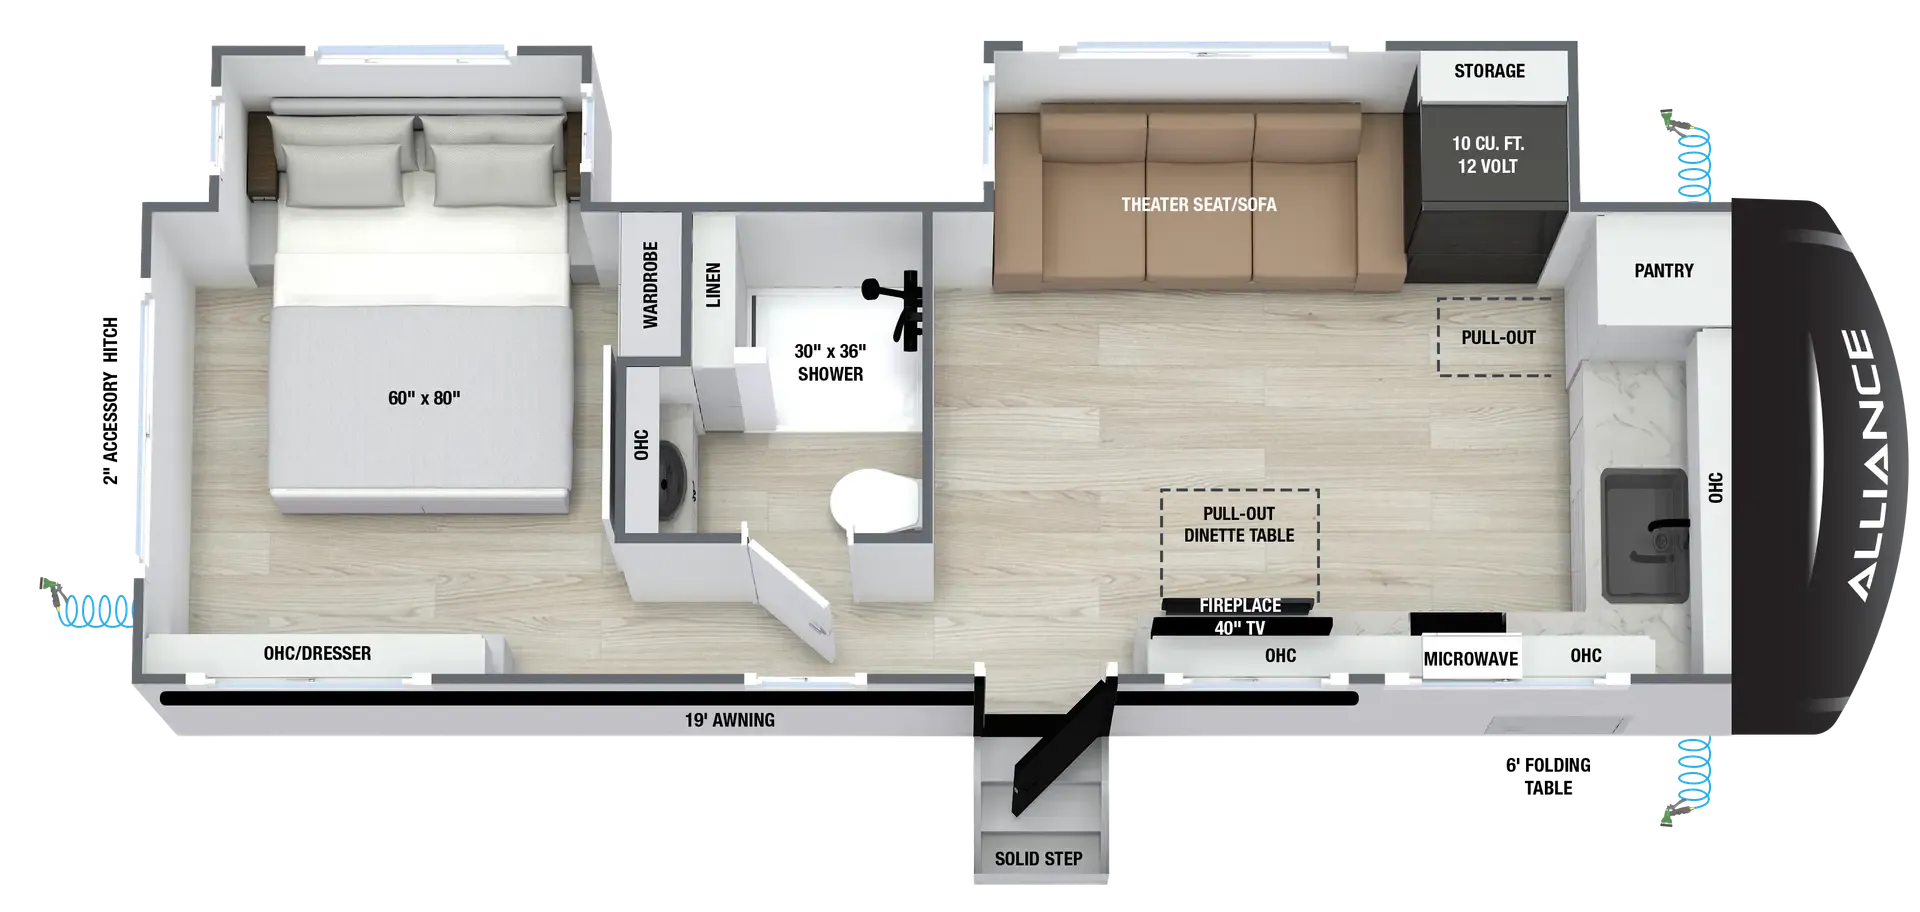 STORAGE
10 CU. FT.
12 VOLT
THEATER SEAT/SOFA
WARDROBE
LINEN
PANTRY
2" ACCESSORY HITCH
PULL-OUT
30" x 36"
SHOWER
60" x 80"
OHC
OHC
ALLIANCE
PULL-OUT
DINETTE TABLE
FIREPLACE
40" TV
OHC/DRESSER
OHC
MICROWAVE
OHC
19' AWNING
6' FOLDING
TABLE
SOLID STEP